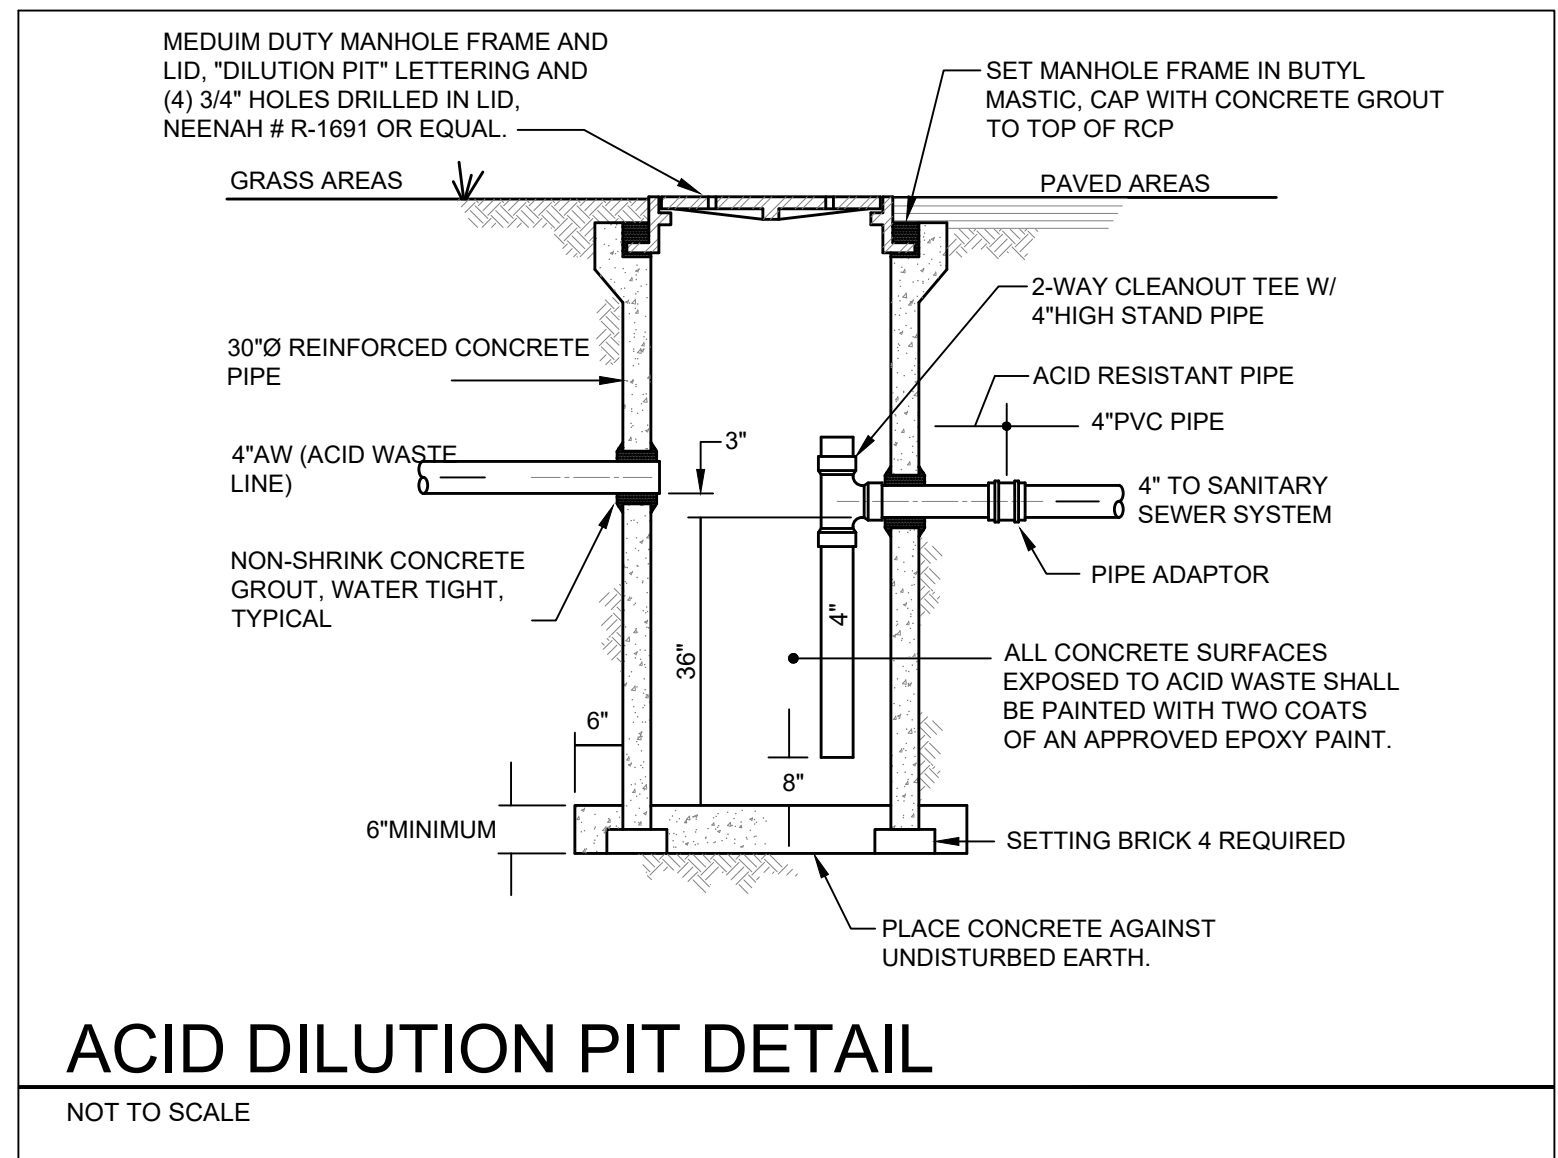 MEDUIM DUTY MANHOLE FRAME AND
LID, "DILUTION PIT" LETTERING AND
(4) 3/4" HOLES DRILLED IN LID,
NEENAH # R-1691 OR EQUAL.
SET MANHOLE FRAME IN BUTYL
MASTIC, CAP WITH CONCRETE GROUT
TO TOP OF RCP
GRASS AREAS
PAVED AREAS
2-WAY CLEANOUT TEE W/
4"HIGH STAND PIPE
30"Ø REINFORCED CONCRETE
PIPE
ACID RESISTANT PIPE
4"PVC PIPE
3"
4"AW (ACID WASTE
LINE)
4" TO SANITARY
SEWER SYSTEM
NON-SHRINK CONCRETE
GROUT, WATER TIGHT,
TYPICAL
PIPE ADAPTOR
4"
36"
ALL CONCRETE SURFACES
EXPOSED TO ACID WASTE SHALL
BE PAINTED WITH TWO COATS
OF AN APPROVED EPOXY PAINT.
6"
8"
6"MINIMUM
SETTING BRICK 4 REQUIRED
PLACE CONCRETE AGAINST
UNDISTURBED EARTH.
ACID DILUTION PIT DETAIL
NOT TO SCALE